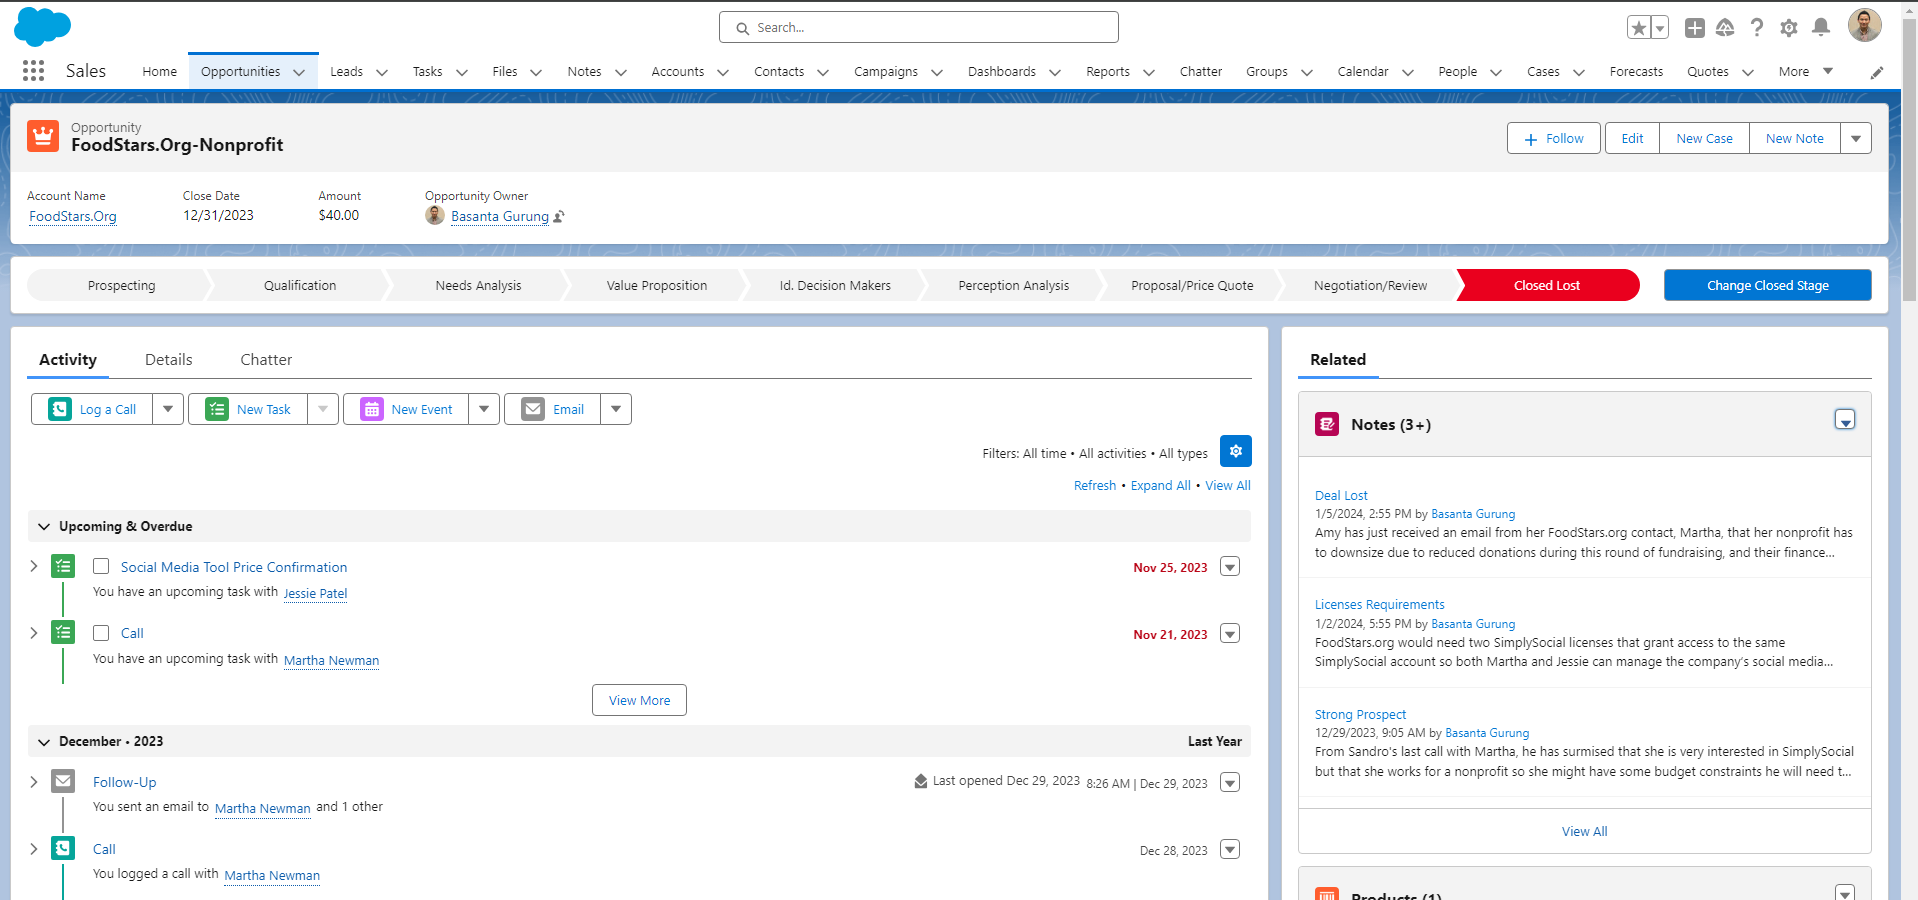 Search...
Sales
Home
Opportunities
Leads
Tasks
Files
Notes
Accounts
Contacts
Campaigns
Dashboards
Reports
Chatter
Groups
Calendar
People
Cases
Forecasts
Quotes
More
Opportunity
FoodStars.Org-Nonprofit
Follow
Edit
New Case
New Note
Account Name
FoodStars.Org
Close Date
12/31/2023
Amount
$40.00
Opportunity Owner
Basanta Gurung
Prospecting
Qualification
Needs Analysis
Value Proposition
Id. Decision Makers
Perception Analysis
Proposal/Price Quote
Negotiation/Review
Closed Lost
Change Closed Stage
Activity
Details
Chatter
Log a Call
New Task
New Event
Email
Filters: All time • All activities • All types
Refresh • Expand All • View All
Upcoming & Overdue
Social Media Tool Price Confirmation
Nov 25, 2023
You have an upcoming task with Jessie Patel
Call
Nov 21, 2023
You have an upcoming task with Martha Newman
View More
December • 2023
Last Year
Follow-Up
Last opened Dec 29, 2023
8:26 AM | Dec 29, 2023
You sent an email to Martha Newman and 1 other
Call
Dec 28, 2023
You logged a call with Martha Newman
Related
Notes (3+)
Deal Lost
1/5/2024, 2:55 PM by Basanta Gurung
Amy has just received an email from her FoodStars.org contact, Martha, that her nonprofit has
to downsize due to reduced donations during this round of fundraising, and their finance...
Licenses Requirements
1/2/2024, 5:55 PM by Basanta Gurung
FoodStars.org would need two SimplySocial licenses that grant access to the same
SimplySocial account so both Martha and Jessie can manage the company's social media...
Strong Prospect
12/29/2023, 9:05 AM by Basanta Gurung
From Sandro's last call with Martha, he has surmised that she is very interested in SimplySocial
but that she works for a nonprofit so she might have some budget constraints he will need t...
View All
Products (1)